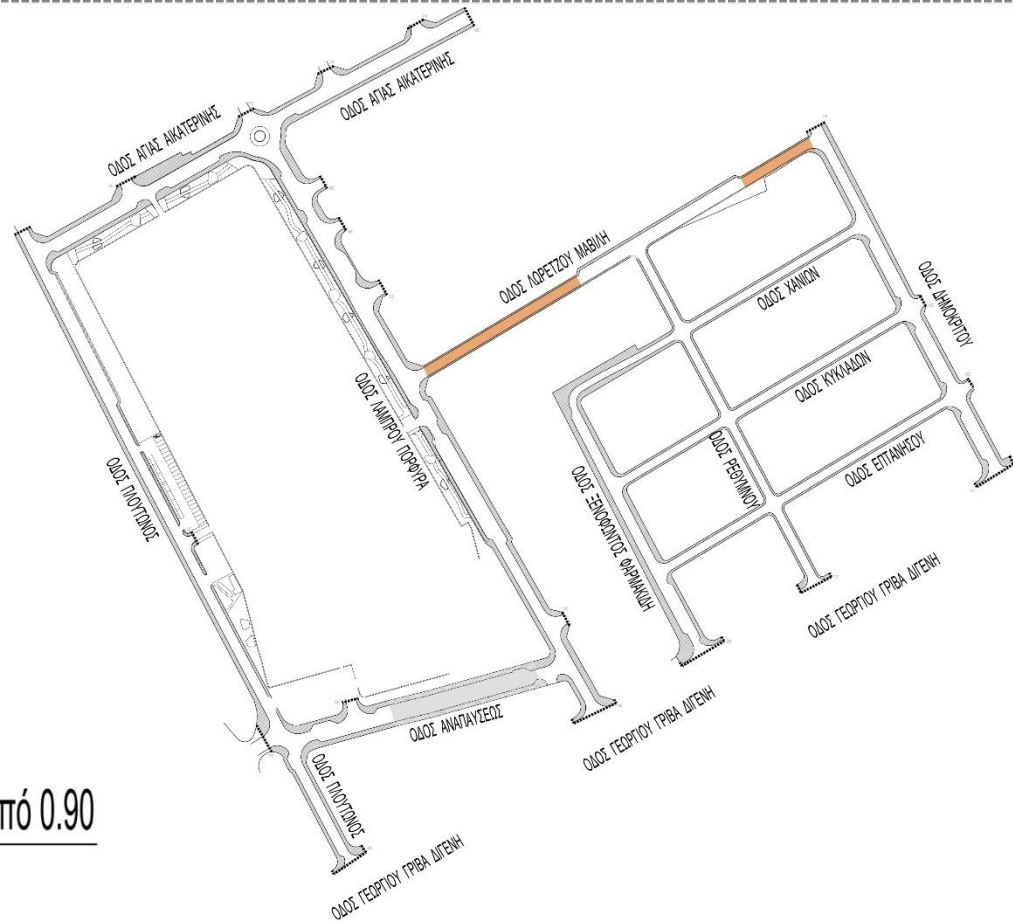 ΟΔΟΣ ΑΓΙΑΣ ΑΙΚΑΤΕΡΙΝΗΣ
ΟΔΟΣ ΑΓΙΑΣ ΑΙΚΑΤΕΡΙΝΗΣ
ΟΔΟΣ ΛΩΡΕΤΖΟΥ ΜΑΒΙΛΗ
ΟΔΟΣ ΧΑΝΙΩΝ
ΟΔΟΣ ΔΗΜΟΚΡΙΤΟΥ
ΟΔΟΣ ΚΥΚΛΑΔΩΝ
ΟΔΟΣ ΛΑΜΠΡΟΥ ΠΟΡΦΥΡΑ
ΟΔΟΣ ΡΕΘΥΜΝΟΥ
ΟΔΟΣ ΕΠΤΑΝΗΣΟΥ
ΟΔΟΣ ΠΛΟΥΤΩΝΟΣ
ΟΔΟΣ ΞΕΝΟΦΩΝΤΟΣ ΦΑΡΜΑΚΙΔΗ
ΟΔΟΣ ΓΕΩΡΓΙΟΥ ΓΡΙΒΑ ΔΙΓΕΝΗ
ΟΔΟΣ ΑΝΑΠΑΥΣΕΩΣ
ΟΔΟΣ ΓΕΩΡΓΙΟΥ ΓΡΙΒΑ ΔΙΓΕΝΗ
ΟΔΟΣ ΠΛΟΥΤΩΝΟΣ
πό 0.90
ΟΔΟΣ ΓΕΩΡΓΙΟΥ ΓΡΙΒΑ ΔΙΓΕΝΗ